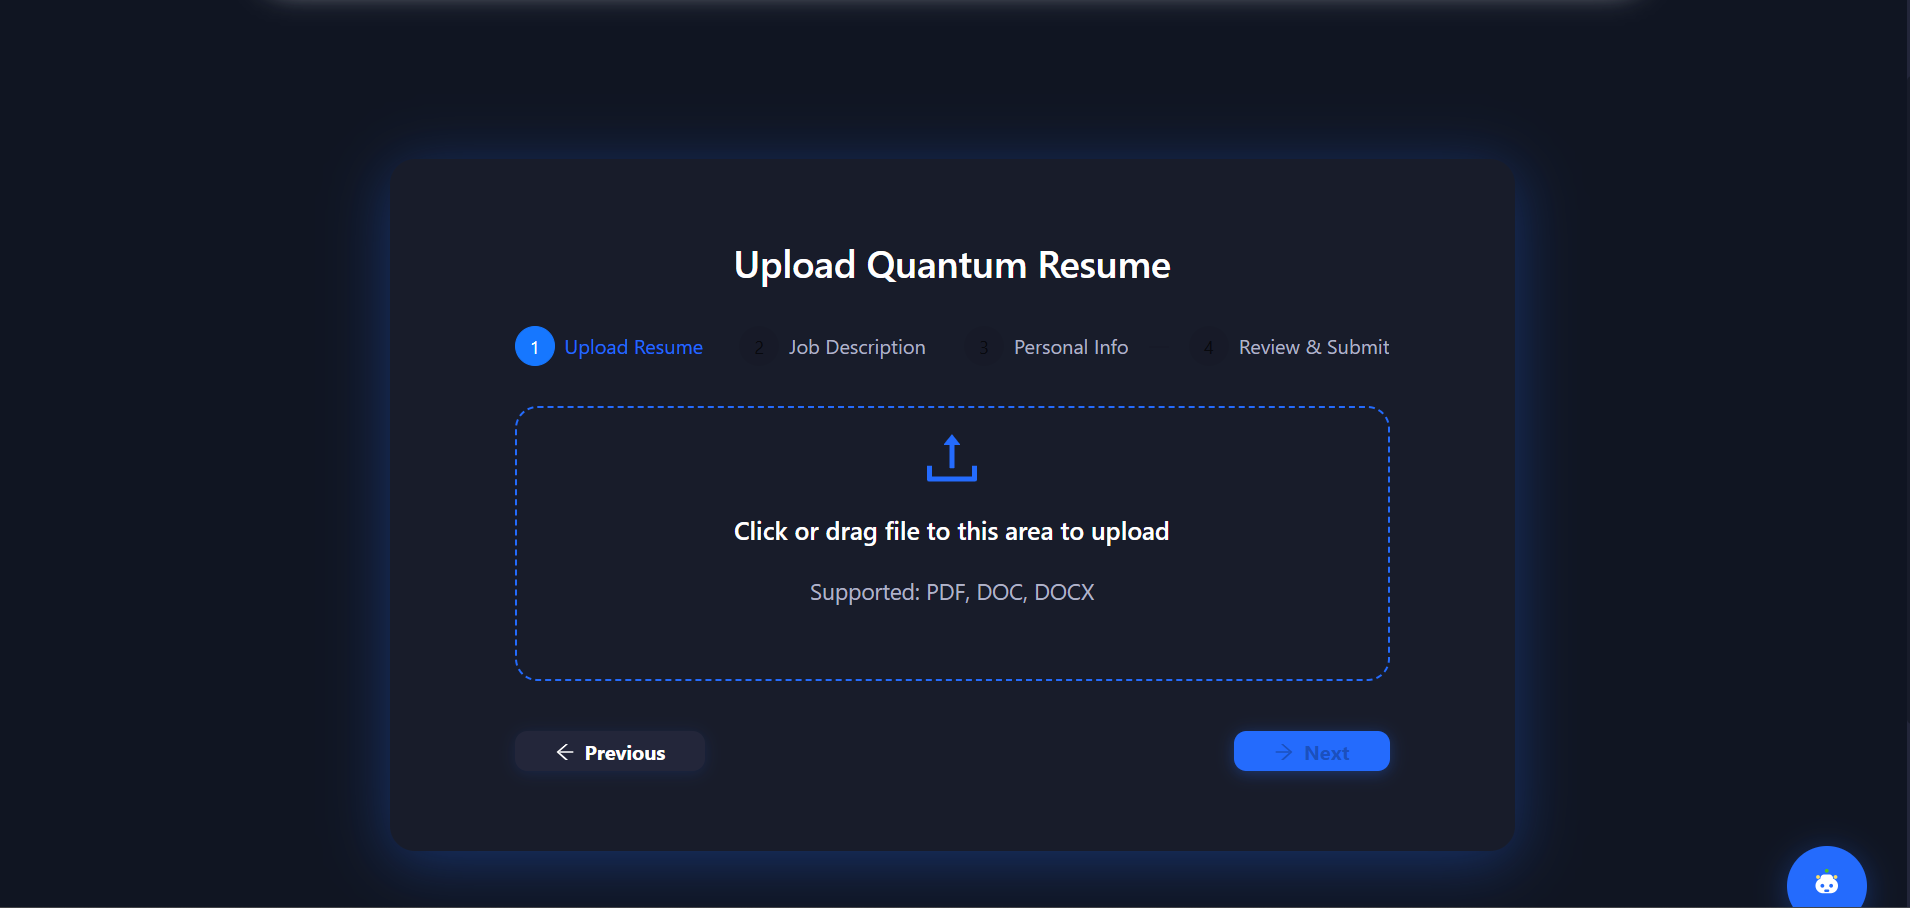 Upload Quantum Resume
1 Upload Resume 2 Job Description 3 Personal Info 4 Review & Submit
Click or drag file to this area to upload
Supported: PDF, DOC, DOCX
Previous Next